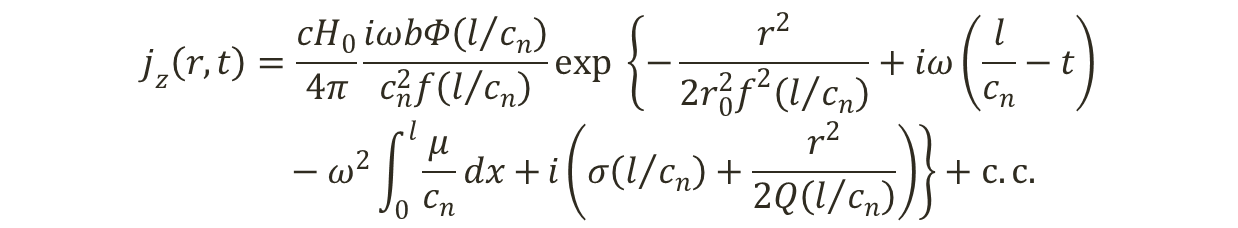 j_z(r, t) = \frac{cH_0}{4\pi} \frac{i\omega b\Phi(l/c_n)}{c_n^2 f(l/c_n)} \exp \left\{ -\frac{r^2}{2r_0^2 f^2(l/c_n)} + i\omega \left( \frac{l}{c_n} - t \right) \right.
\left. - \omega^2 \int_0^l \frac{\mu}{c_n} dx + i \left( \sigma(l/c_n) + \frac{r^2}{2Q(l/c_n)} \right) \right\} + c.c.